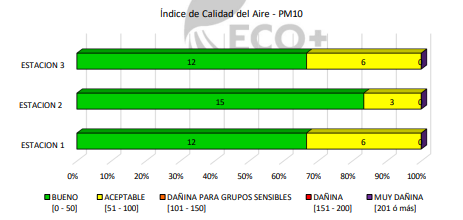 Índice de Calidad del Aire - PM10
ECO+
ESTACION 3
12
6
0
ESTACION 2
15
3
0
ESTACION 1
12
6
0
0% 10% 20% 30% 40% 50% 60% 70% 80% 90% 100%
BUENO ACEPTABLE DAÑINA PARA GRUPOS SENSIBLES DAÑINA MUY DAÑINA
[0 - 50] [51 - 100] [101 - 150] [151 - 200] [201 ó más]